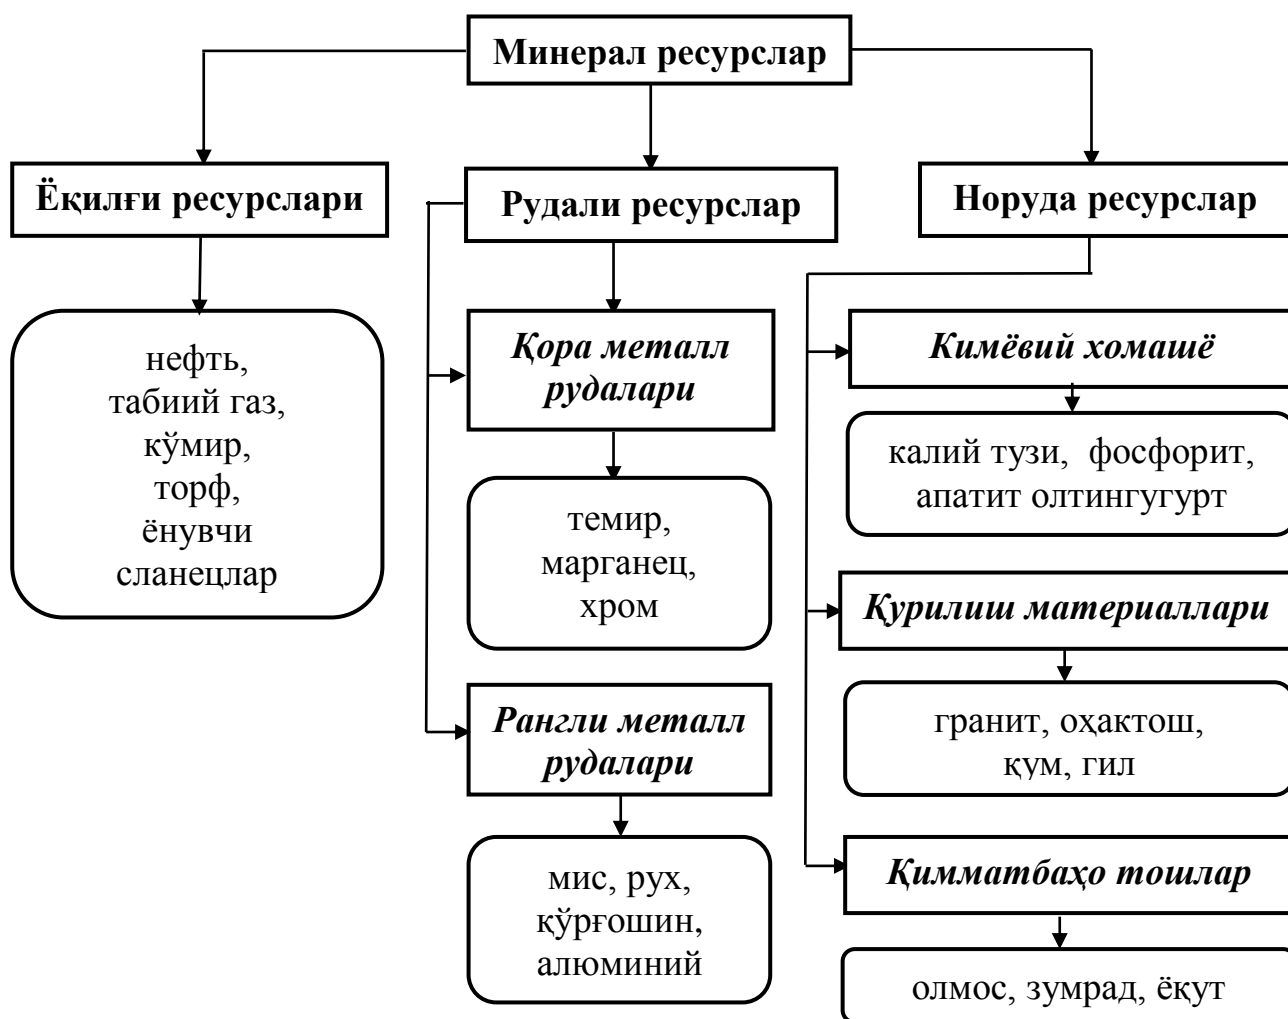 Минерал ресурслар
Ёқилғи ресурслари
Рудали ресурслар
Норуда ресурслар
нефть,
табиий газ,
кўмир,
торф,
ёнувчи
сланецлар
Қора металл
рудалари
темир,
марганец,
хром
Рангли металл
рудалари
мис, рух,
қўрғошин,
алюминий
Кимёвий хомашё
калий тузи, фосфорит,
апатит олтингугурт
Қурилиш материаллари
гранит, оҳактош,
қум, гил
Қимматбаҳо тошлар
олмос, зумрад, ёқут